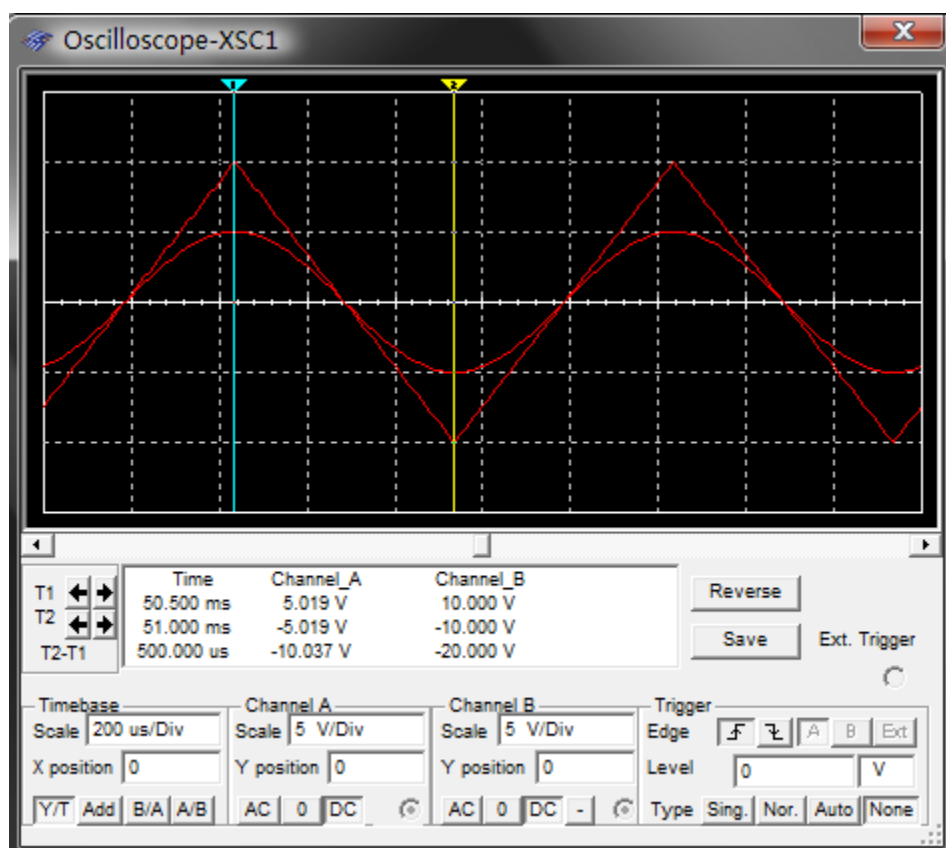 Oscilloscope-XSC1
1 2
Time Channel_A Channel_B
T1 50.500 ms 5.019 V 10.000 V
T2 51.000 ms -5.019 V -10.000 V
T2-T1 500.000 us -10.037 V -20.000 V
Reverse
Save Ext. Trigger
Timebase Channel A Channel B Trigger
Scale 200 us/Div Scale 5 V/Div Scale 5 V/Div Edge A B Ext
X position 0 Y position 0 Y position 0 Level 0 V
Y/T Add B/A A/B AC 0 DC AC 0 DC - Type Sing. Nor. Auto None